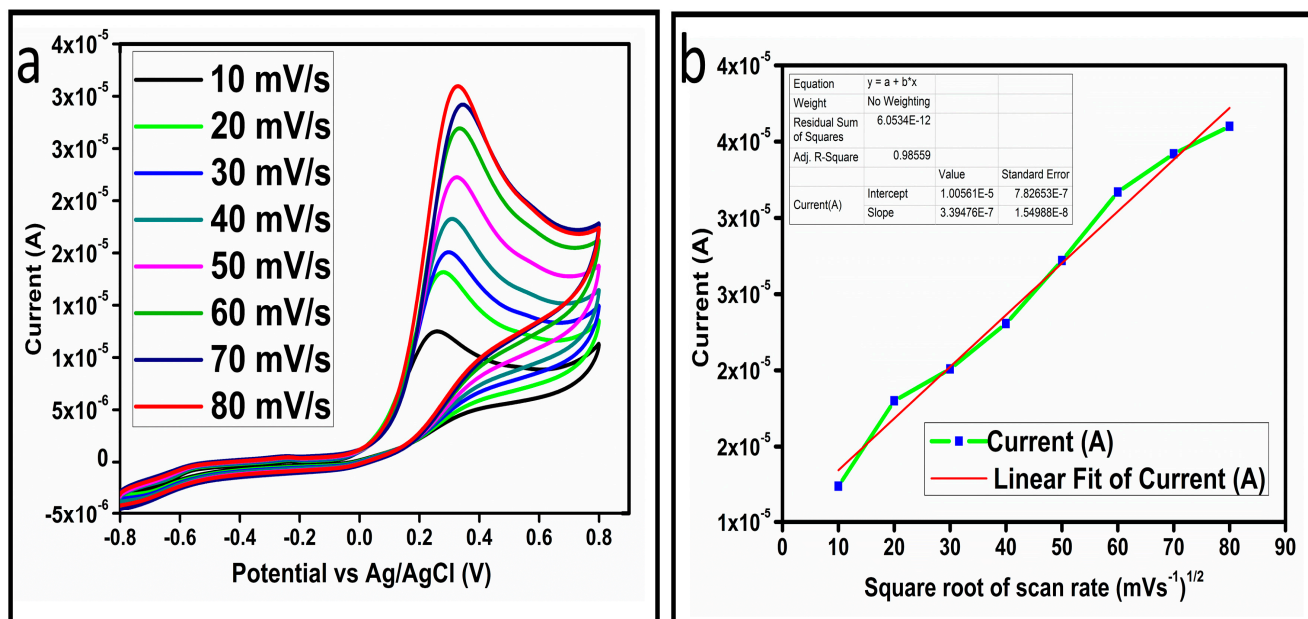 a
10 mV/s
20 mV/s
30 mV/s
40 mV/s
50 mV/s
60 mV/s
70 mV/s
80 mV/s
Current (A)
4x10⁻⁵
3x10⁻⁵
3x10⁻⁵
2x10⁻⁵
2x10⁻⁵
1x10⁻⁵
1x10⁻⁵
5x10⁻⁶
0
-5x10⁻⁶
-0.8 -0.6 -0.4 -0.2 0.0 0.2 0.4 0.6 0.8
Potential vs Ag/AgCl (V)
b
Equation y = a + b*x
Weight No Weighting
Residual Sum of Squares 6.0534E-12
Adj. R-Square 0.98559
Value Standard Error
Current(A) Intercept 1.00561E-5 7.82653E-7
Slope 3.39476E-7 1.54988E-8
Current (A)
4x10⁻⁵
4x10⁻⁵
3x10⁻⁵
3x10⁻⁵
2x10⁻⁵
2x10⁻⁵
1x10⁻⁵
Current (A)
Linear Fit of Current (A)
0 10 20 30 40 50 60 70 80 90
Square root of scan rate (mVs⁻¹)¹/²